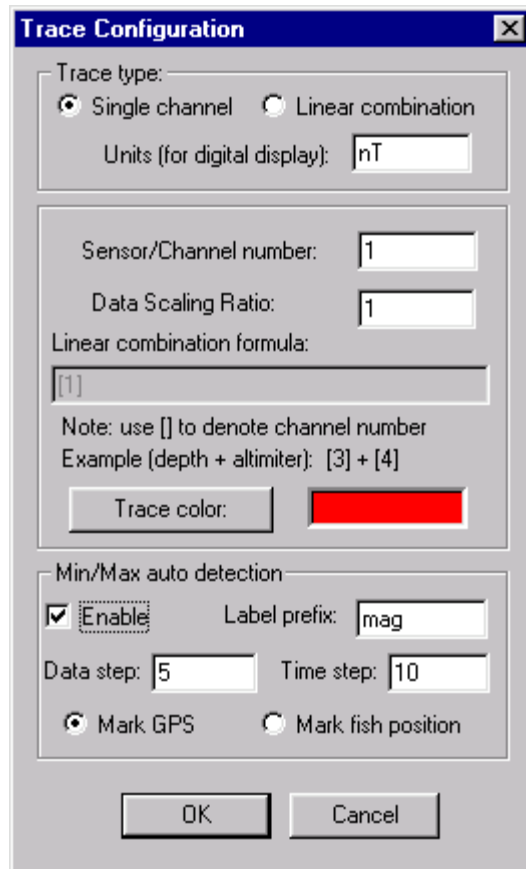 Trace Configuration
Trace type:
Single channel Linear combination
Units (for digital display): nT
Sensor/Channel number: 1
Data Scaling Ratio: 1
Linear combination formula:
[1]
Note: use [] to denote channel number
Example (depth + altimiter): [3] + [4]
Trace color:
Min/Max auto detection
Enable Label prefix: mag
Data step: 5 Time step: 10
Mark GPS Mark fish position
OK Cancel